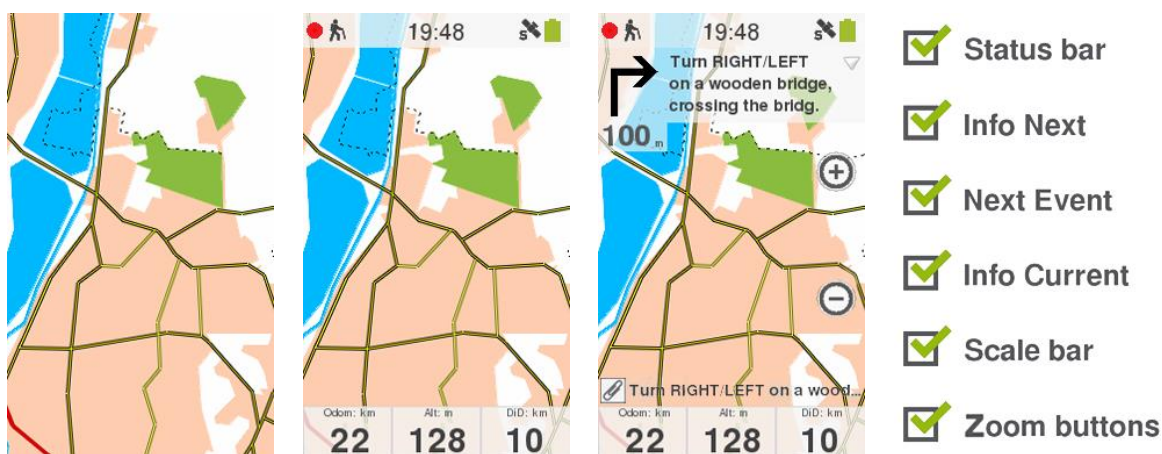 19:48
S
Odom: km
Alt: m
DiD: km
22
128
10
19:48
S
Turn RIGHT/LEFT
on a wooden bridge,
crossing the bridg.
100 m
Turn RIGHT/LEFT on a wood...
Odom: km
Alt: m
DiD: km
22
128
10
Status bar
Info Next
Next Event
Info Current
Scale bar
Zoom buttons